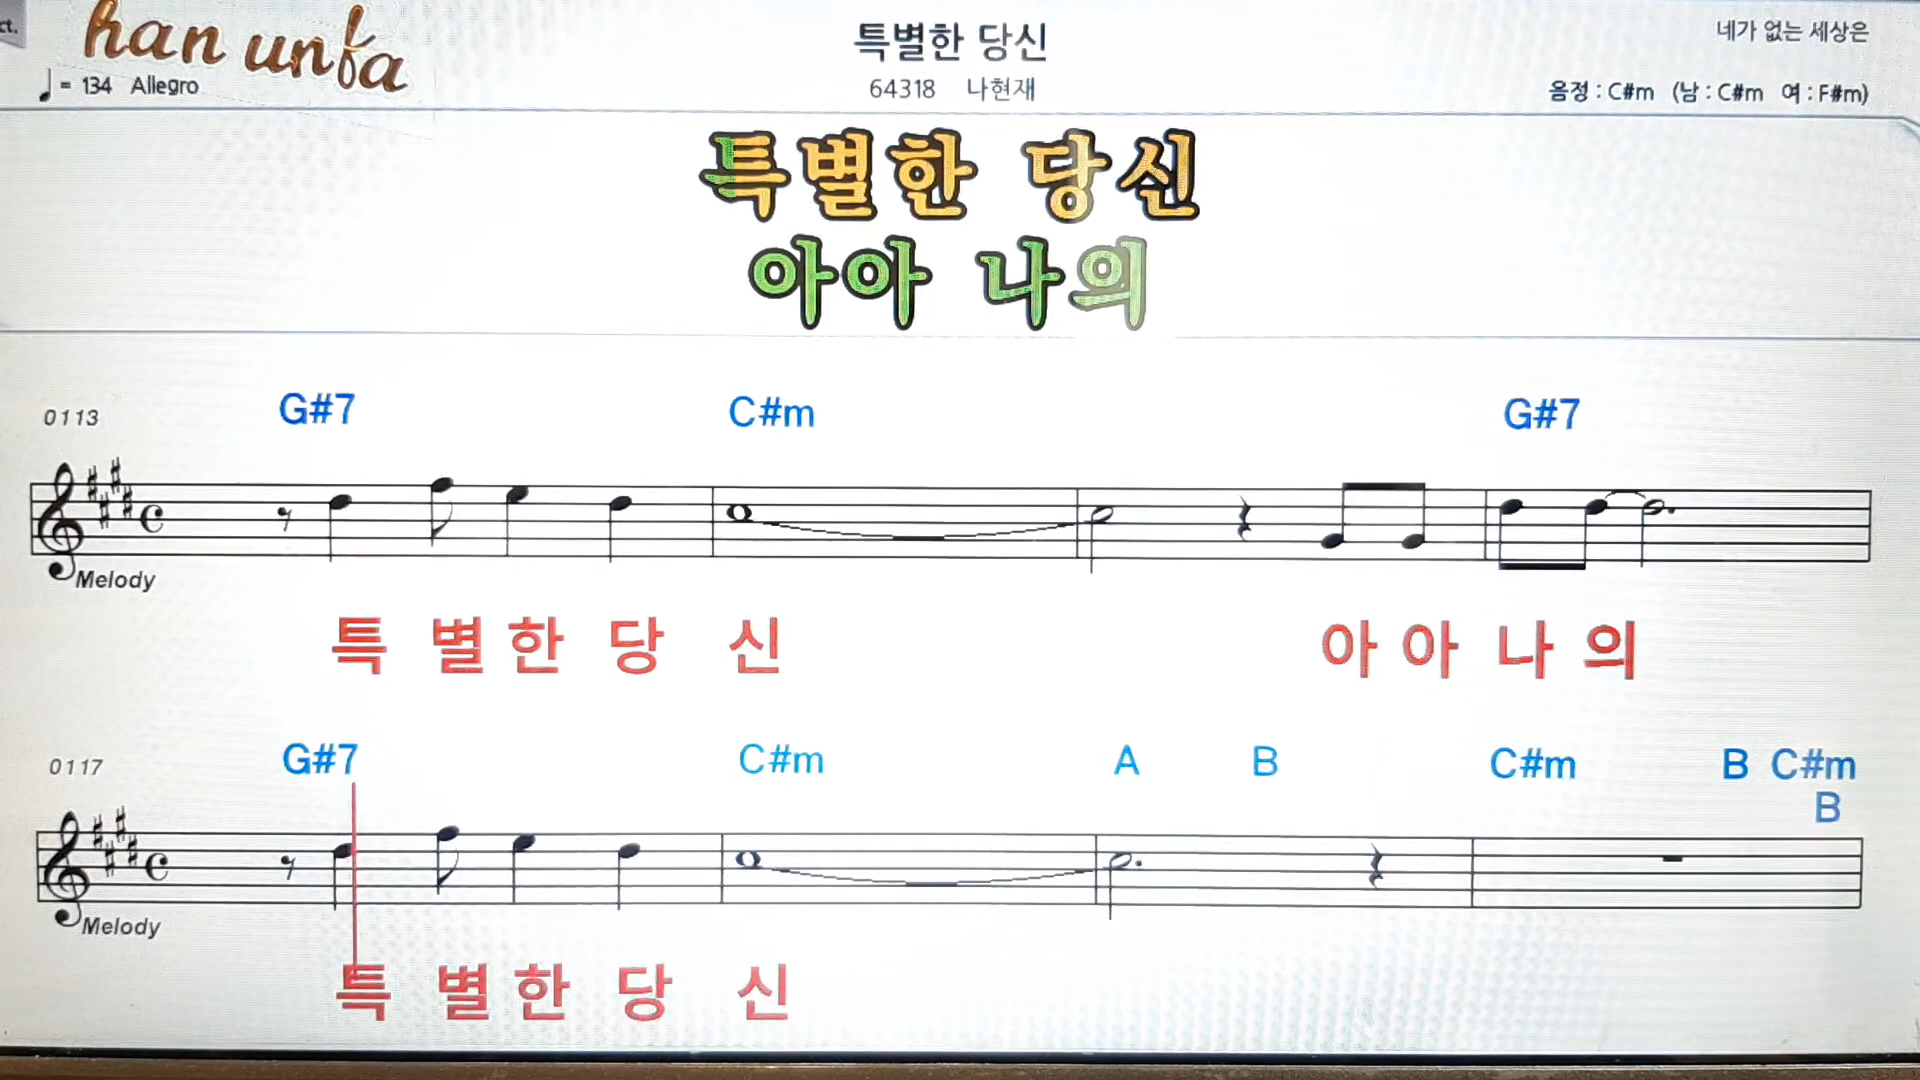 ct.
han unfa
특별한 당신
네가 없는 세상은
♩= 134 Allegro
64318 나현재
음정 : C#m (남 : C#m 여 : F#m)
특별한 당신
아아 나의
0113 G#7 C#m G#7
Melody
특 별 한 당 신 아 아 나 의
0117 G#7 C#m A B C#m B C#m
B
Melody
특 별 한 당 신